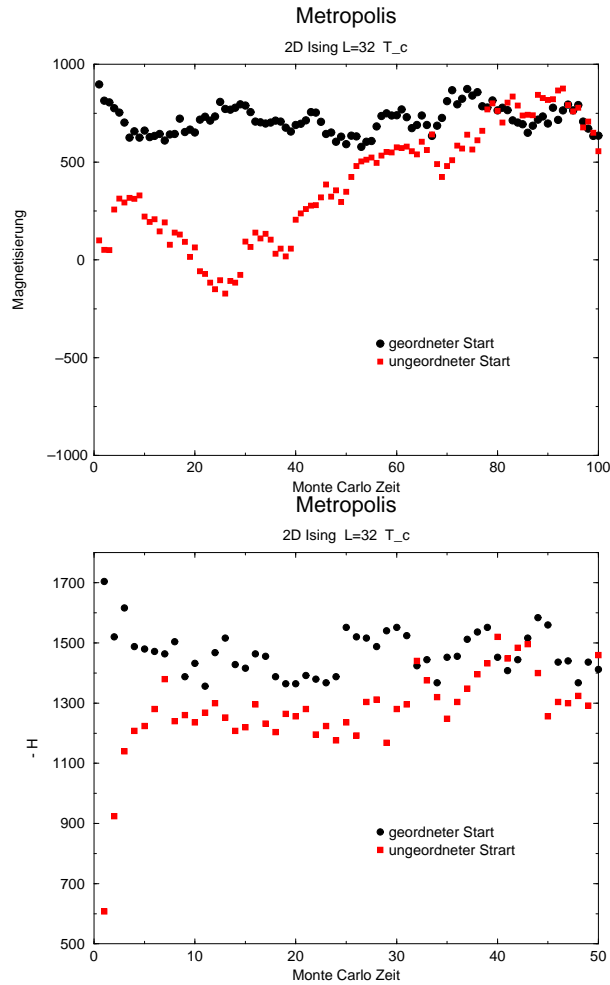 Metropolis
2D Ising L=32 T_c
1000
500
0
−500
−1000
Magnetisierung
geordneter Start
ungeordneter Start
0 20 40 60 80 100
Monte Carlo Zeit
Metropolis
2D Ising L=32 T_c
1700
1500
1300
1100
900
700
500
- H
geordneter Start
ungeordneter Strart
0 10 20 30 40 50
Monte Carlo Zeit